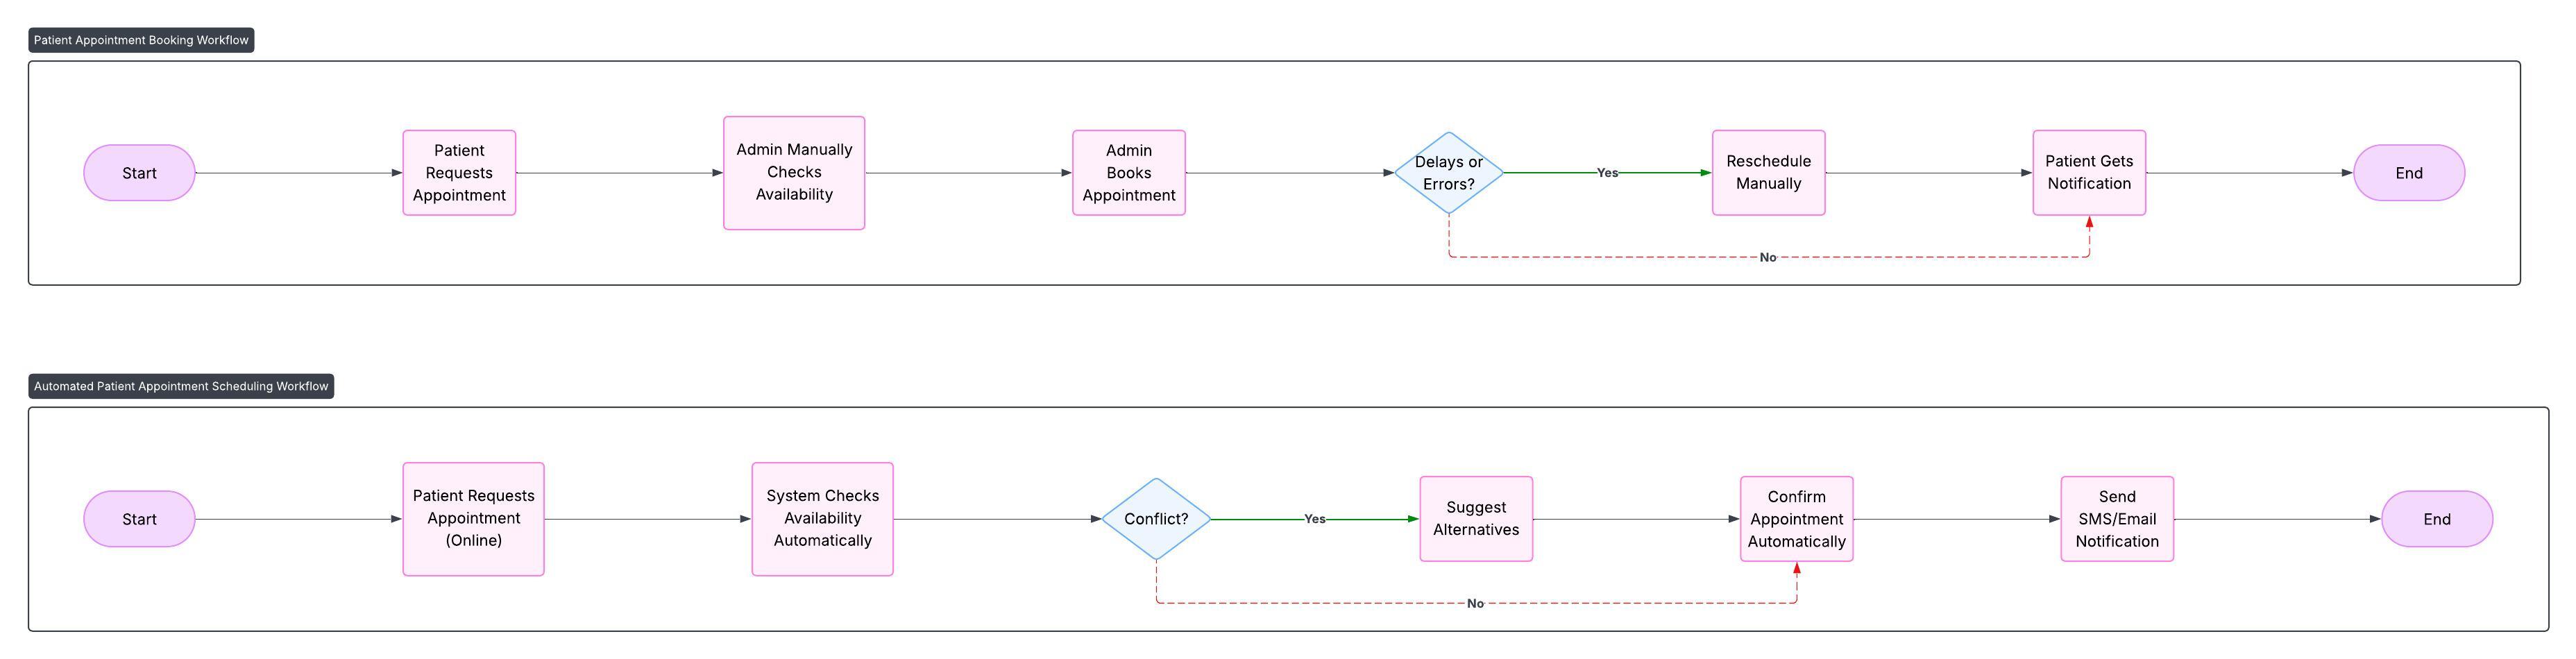 Patient Appointment Booking Workflow
Start
Patient
Requests
Appointment
Admin Manually
Checks
Availability
Admin
Books
Appointment
Delays or
Errors?
Yes
Reschedule
Manually
Patient Gets
Notification
End
No
Automated Patient Appointment Scheduling Workflow
Start
Patient Requests
Appointment
(Online)
System Checks
Availability
Automatically
Conflict?
Yes
Suggest
Alternatives
Confirm
Appointment
Automatically
Send
SMS/Email
Notification
End
No